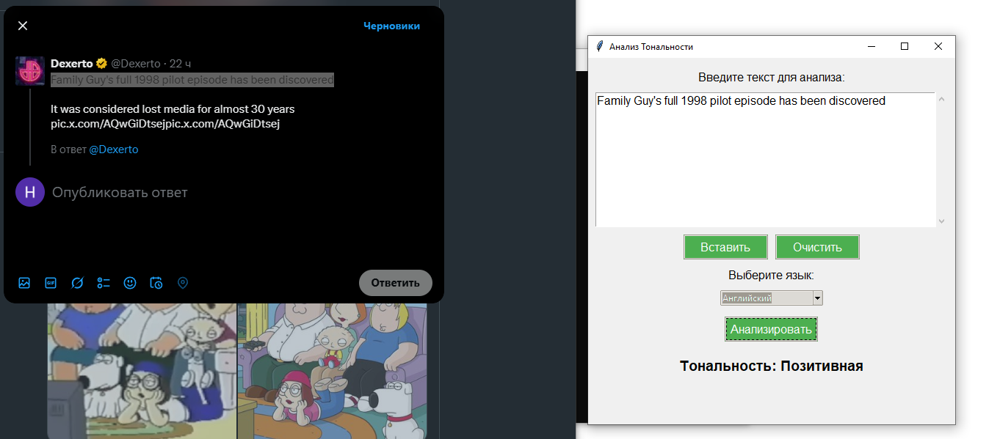 Черновики
Dexerto @Dexerto · 22 ч
Family Guy's full 1998 pilot episode has been discovered
It was considered lost media for almost 30 years
pic.x.com/AQwGiDtsejpic.x.com/AQwGiDtsej
В ответ @Dexerto
Н
Опубликовать ответ
GIF
Ответить
Анализ Тональности
Введите текст для анализа:
Family Guy's full 1998 pilot episode has been discovered
Вставить
Очистить
Выберите язык:
Английский
Анализировать
Тональность: Позитивная